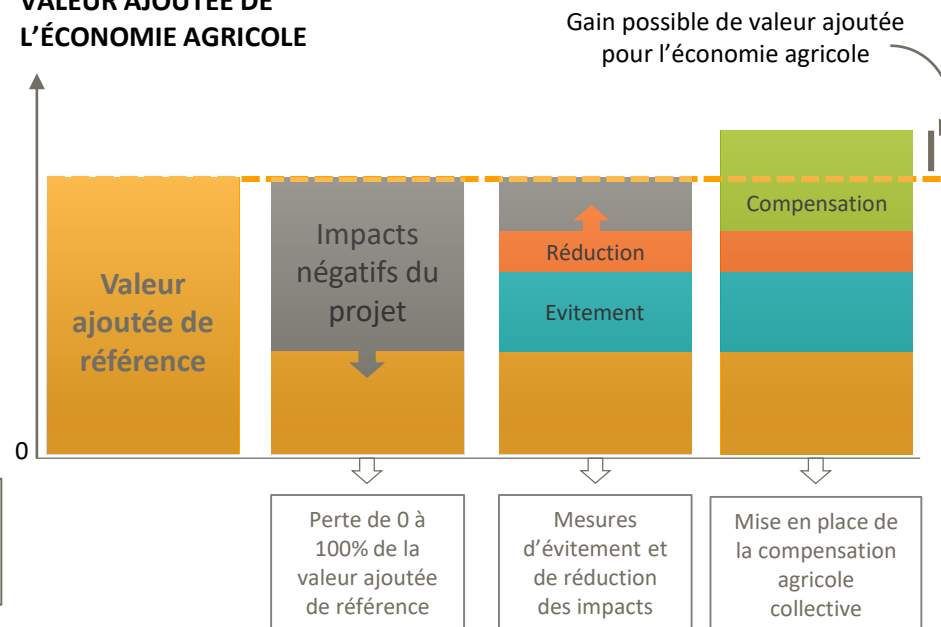 VALEUR AJOUTÉE DE
L'ÉCONOMIE AGRICOLE
Gain possible de valeur ajoutée
pour l'économie agricole
Valeur
ajoutée de
référence
Impacts
négatifs du
projet
Réduction
Evitement
Compensation
0
Perte de 0 à
100% de la
valeur ajoutée
de référence
Mesures
d'évitement et
de réduction
des impacts
Mise en place de
la compensation
agricole
collective